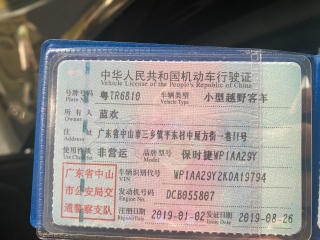 中华人民共和国机动车行驶证
Vehicle License of the People's Republic of China
号牌号码 粤TR6810 车辆类型 小型越野客车
Plate No. Vehicle Type
所有人 蓝欢
Owner
住址 广东省中山市三乡镇平东村中屋方街一巷11号
Address
使用性质 非营运 品牌型号 保时捷WP1AA29Y
Use Character Model
广东省中山 车辆识别代号 WP1AA29Y2KDA19794
VIN
市公安局交 发动机号码 DCB055807
Engine No.
通警察支队 注册日期 2019-01-02 发证日期 2019-08-26
Issue Date